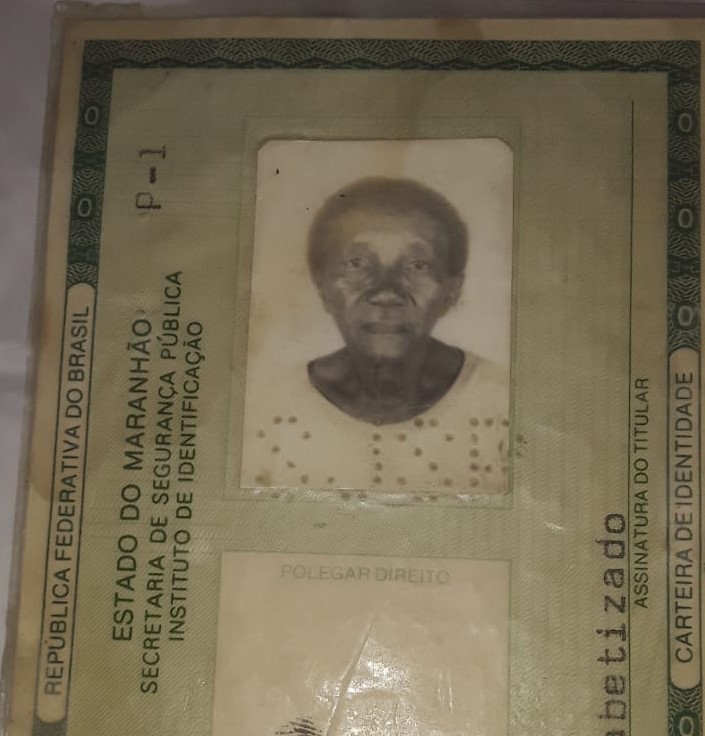 REPÚBLICA FEDERATIVA DO BRASIL
ESTADO DO MARANHÃO
SECRETARIA DE SEGURANÇA PÚBLICA
INSTITUTO DE IDENTIFICAÇÃO
P-1
POLEGAR DIREITO
betizado
ASSINATURA DO TITULAR
CARTEIRA DE IDENTIDADE